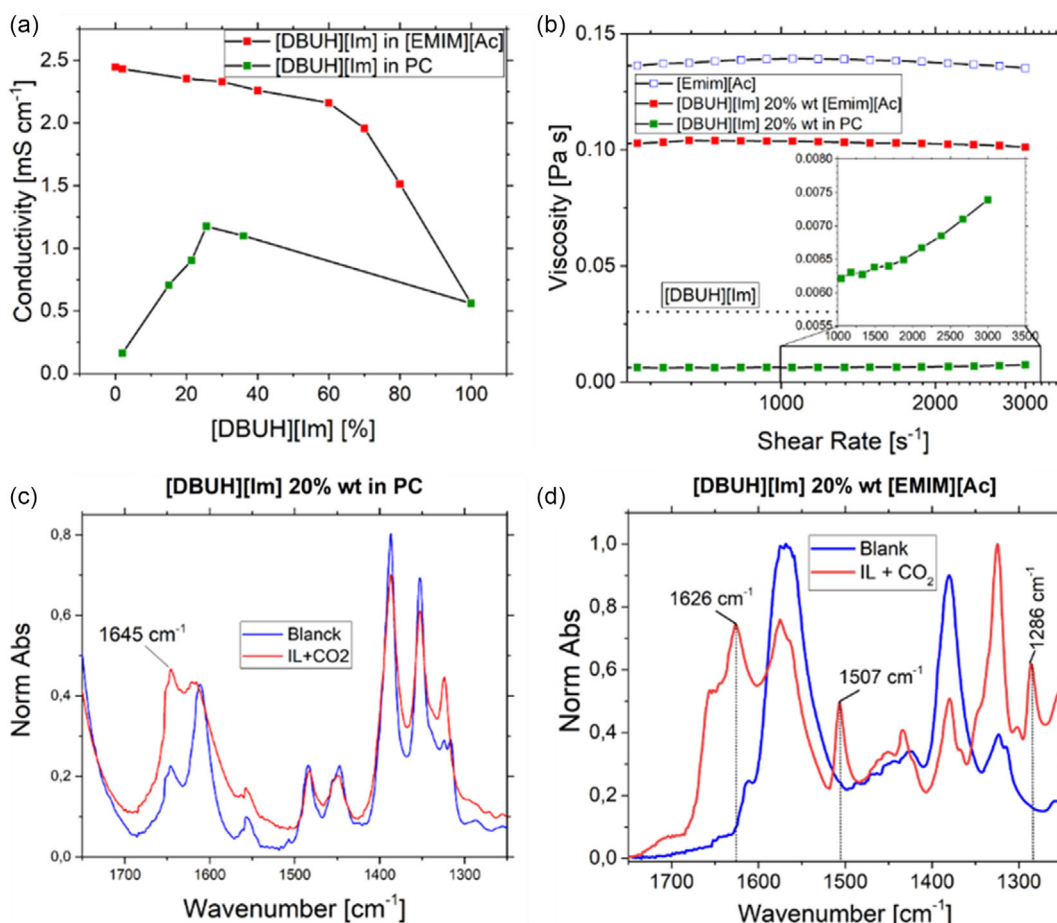 (a)
[DBUH][Im] in [EMIM][Ac]
[DBUH][Im] in PC
Conductivity [mS cm⁻¹]
2.5
2.0
1.5
1.0
0.5
0.0
0 20 40 60 80 100
[DBUH][Im] [%]
(b)
[Emim][Ac]
[DBUH][Im] 20% wt [Emim][Ac]
[DBUH][Im] 20% wt in PC
Viscosity [Pa s]
0.15
0.10
0.05
0.00
[DBUH][Im]
0.0080
0.0075
0.0070
0.0065
0.0060
0.0055
1000 1500 2000 2500 3000 3500
1000 2000 3000
Shear Rate [s⁻¹]
(c)
[DBUH][Im] 20% wt in PC
1645 cm⁻¹
Blanck
IL+CO2
Norm Abs
0,8
0,6
0,4
0,2
0,0
1700 1600 1500 1400 1300
Wavenumber [cm⁻¹]
(d)
[DBUH][Im] 20% wt [EMIM][Ac]
Blank
IL + CO₂
1626 cm⁻¹
1507 cm⁻¹
1286 cm⁻¹
Norm Abs
1,0
0,8
0,6
0,4
0,2
0,0
1700 1600 1500 1400 1300
Wavenumber [cm⁻¹]